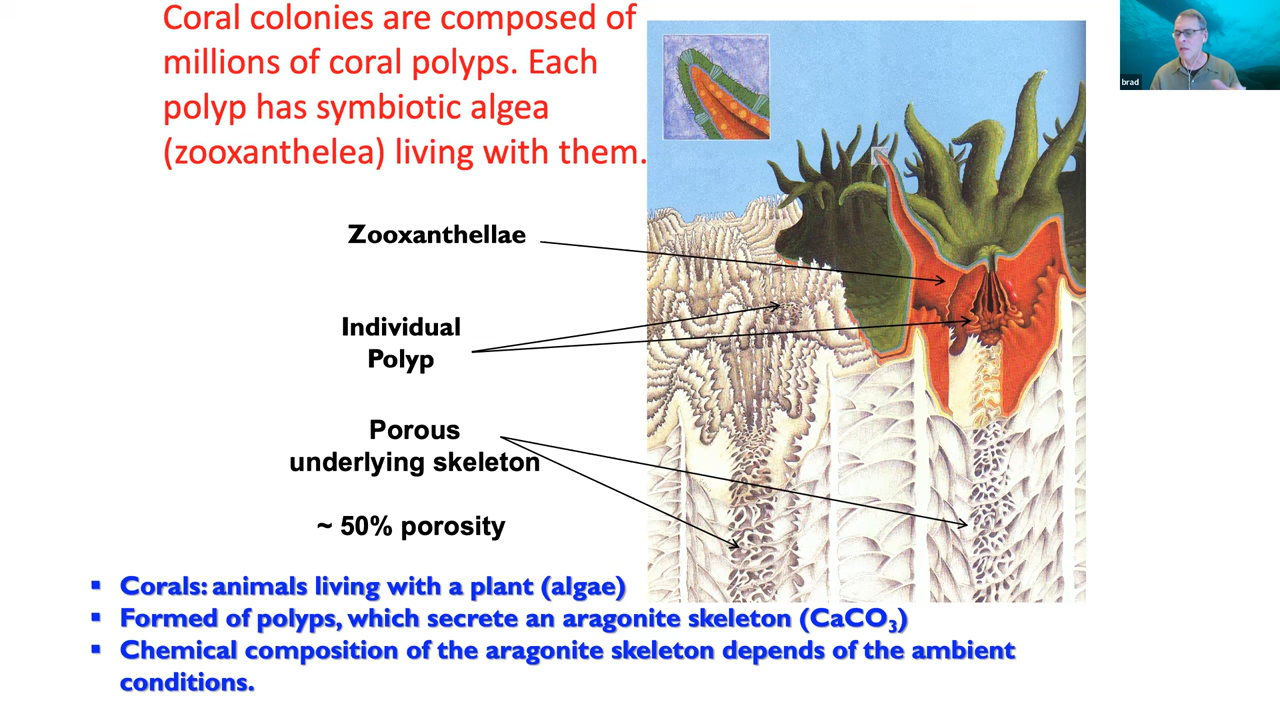 Coral colonies are composed of
millions of coral polyps. Each
polyp has symbiotic algea
(zooxanthelea) living with them.
brad
Zooxanthellae
Individual
Polyp
Porous
underlying skeleton
~ 50% porosity
▪ Corals: animals living with a plant (algae)
▪ Formed of polyps, which secrete an aragonite skeleton (CaCO₃)
▪ Chemical composition of the aragonite skeleton depends of the ambient
conditions.